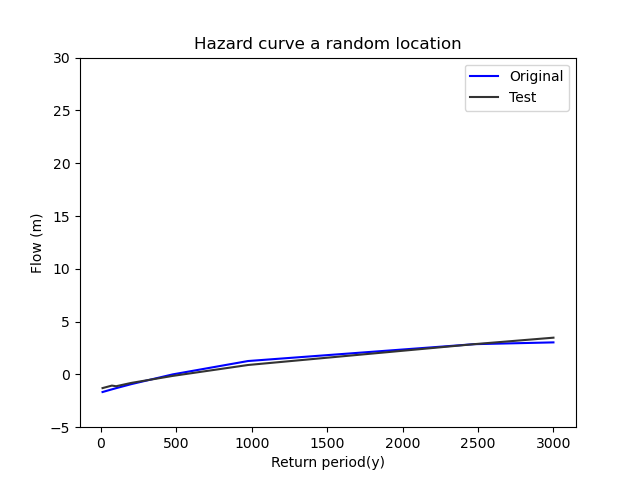 Hazard curve a random location
30
25
20
15
10
5
0
−5
Flow (m)
Original
Test
0 500 1000 1500 2000 2500 3000
Return period(y)